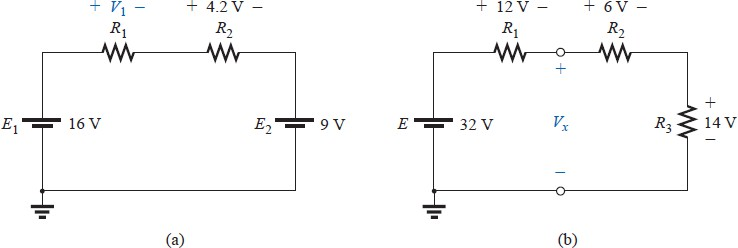 + V₁ − + 4.2 V − + 12 V − + 6 V −
R₁ R₂ R₁ R₂
+
+
E₁ 16 V E₂ 9 V E 32 V Vₓ R₃ 14 V
−
−
(a) (b)